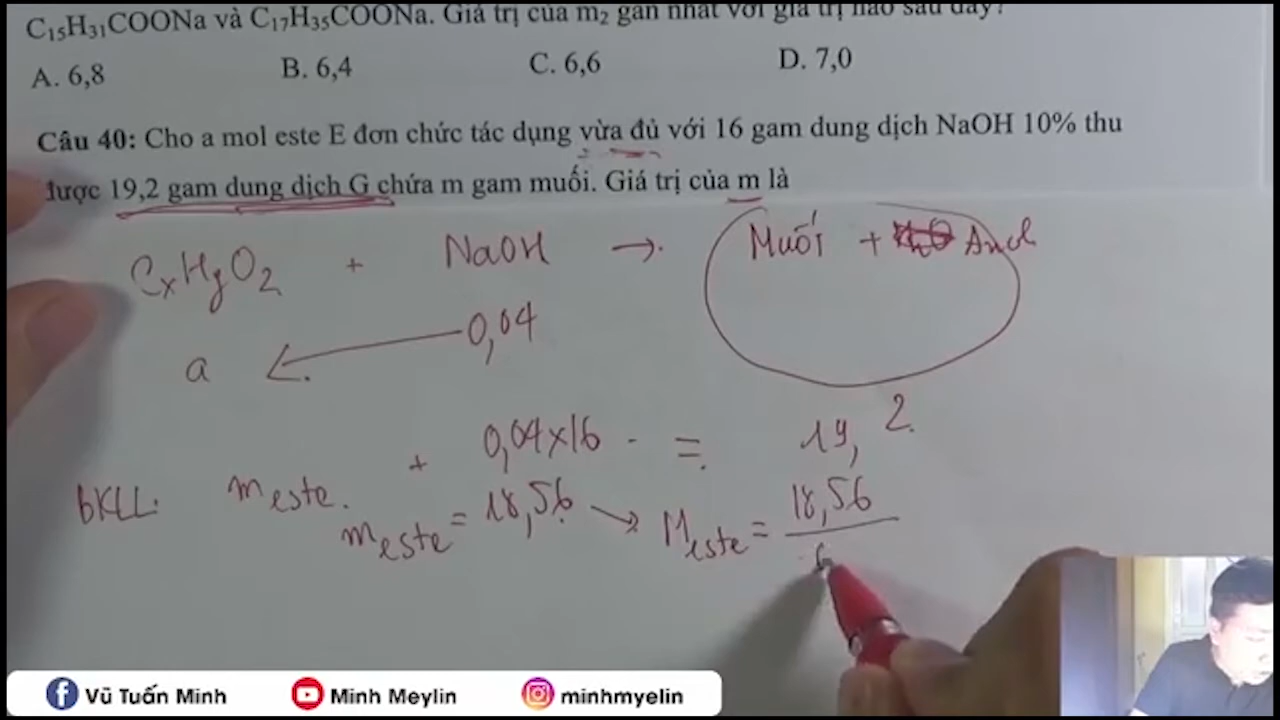 C₁₅H₃₁COONa và C₁₇H₃₅COONa. Giá trị của m₂ gần nhất với giá trị nào sau đây?
A. 6,8 B. 6,4 C. 6,6 D. 7,0
Câu 40: Cho a mol este E đơn chức tác dụng vừa đủ với 16 gam dung dịch NaOH 10% thu
được 19,2 gam dung dịch G chứa m gam muối. Giá trị của m là
CxHyO₂ + NaOH → Muối + Ancol
a ← 0,04
BKLL: m este. + 0,04×16 = 19,2
m este = 18,56 → M este = 18,56
Vũ Tuấn Minh Minh Meylin minhmyelin